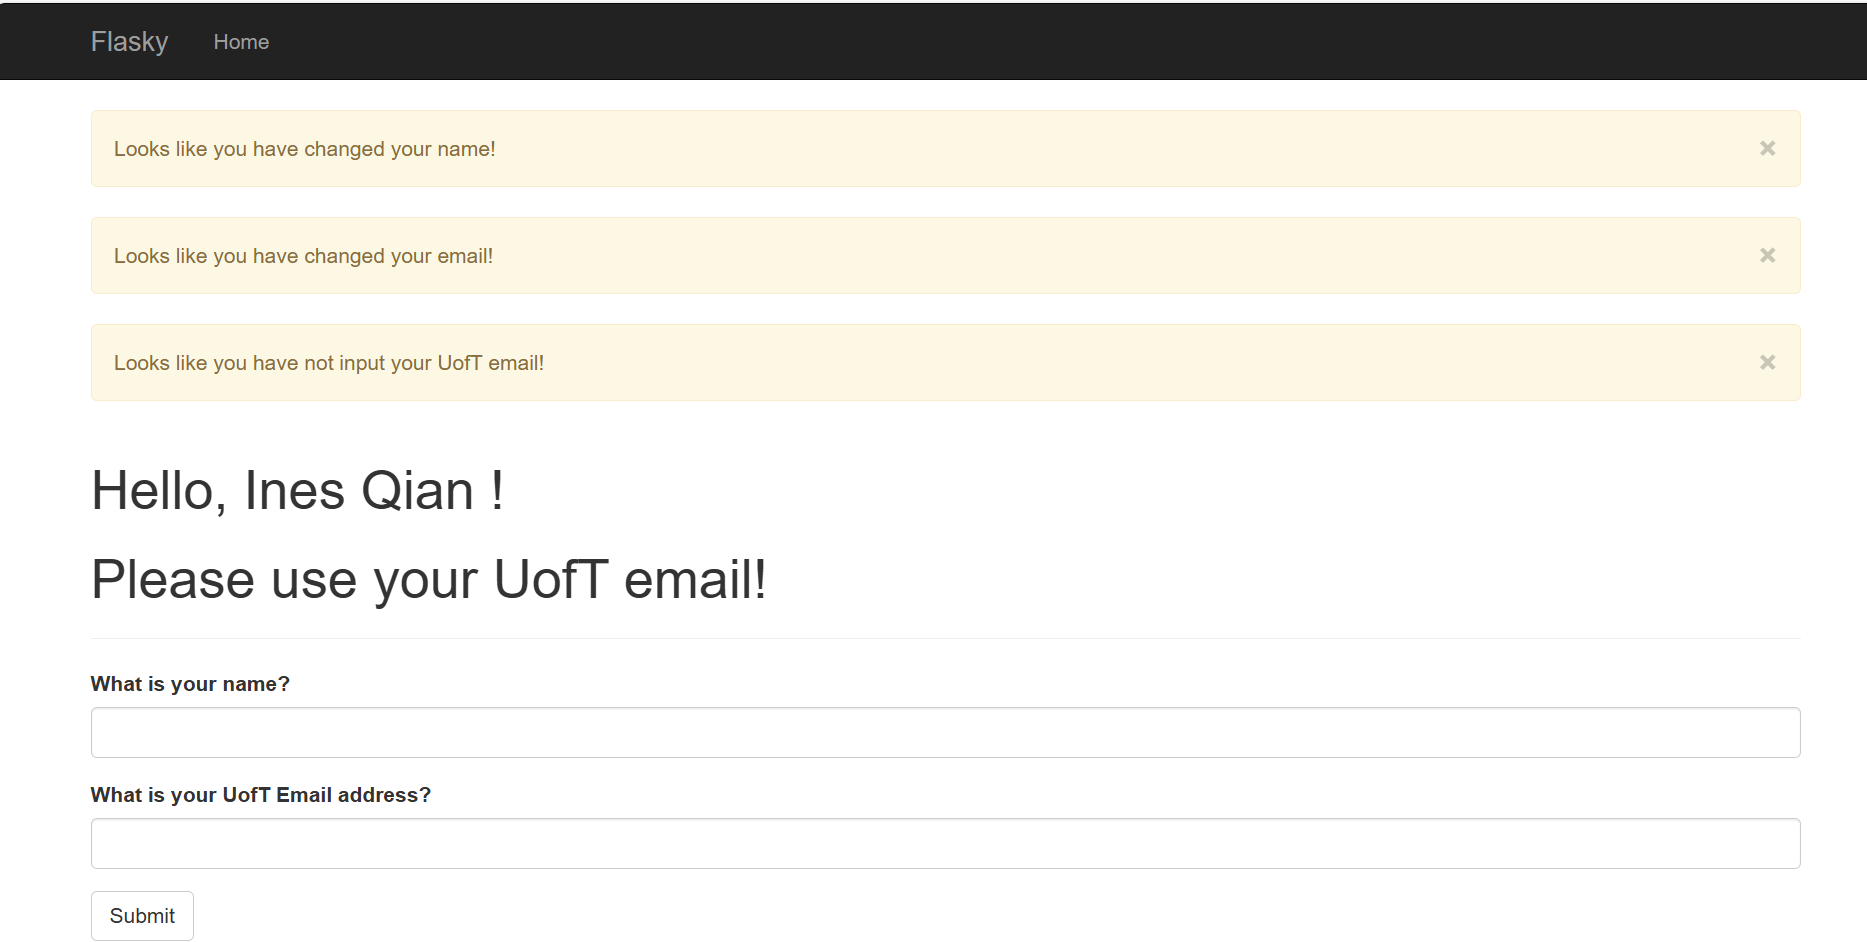 Flasky Home
Looks like you have changed your name! ×
Looks like you have changed your email! ×
Looks like you have not input your UofT email! ×
Hello, Ines Qian !
Please use your UofT email!
What is your name?
What is your UofT Email address?
Submit